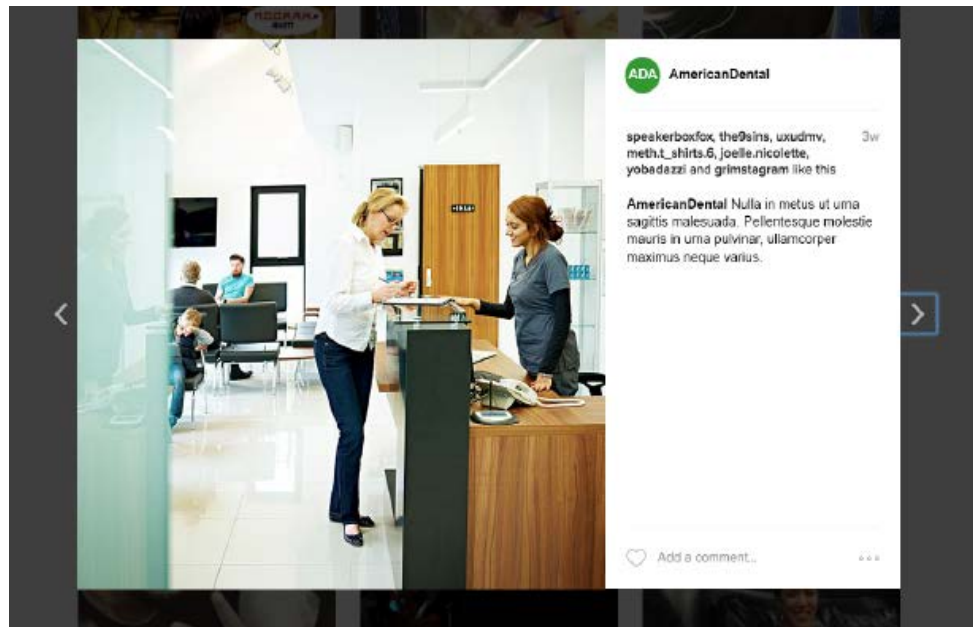 ADA AmericanDental
speakerboxfox, the9sins, uxudmv, 3w
meth.t_shirts.6, joelle.nicolette,
yobadazzi and grimstagram like this
AmericanDental Nulla in metus ut urna
sagittis malesuada. Pellentesque molestie
mauris in urna pulvinar, ullamcorper
maximus neque varius.
Add a comment...